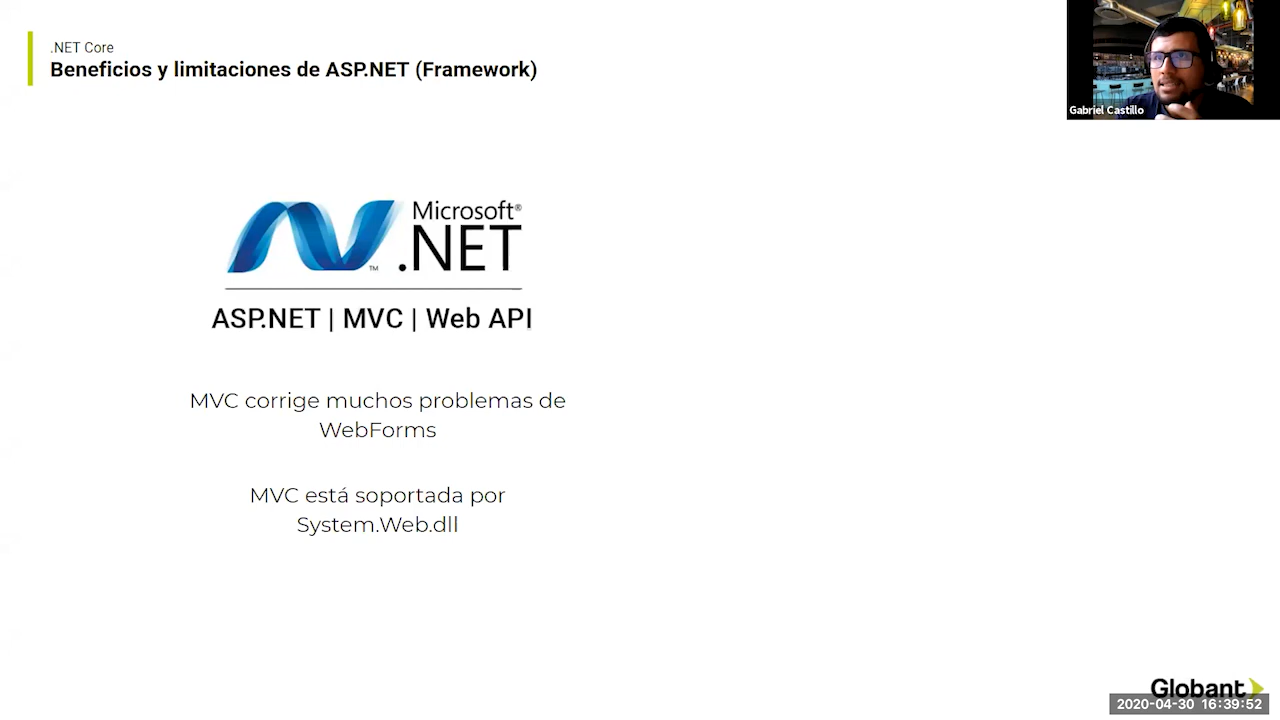 .NET Core
Beneficios y limitaciones de ASP.NET (Framework)
Gabriel Castillo
Microsoft®
.NET
™
ASP.NET | MVC | Web API
MVC corrige muchos problemas de
WebForms
MVC está soportada por
System.Web.dll
Globant
2020-04-30 16:39:52